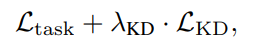 ℒ_task + λ_KD · ℒ_KD,